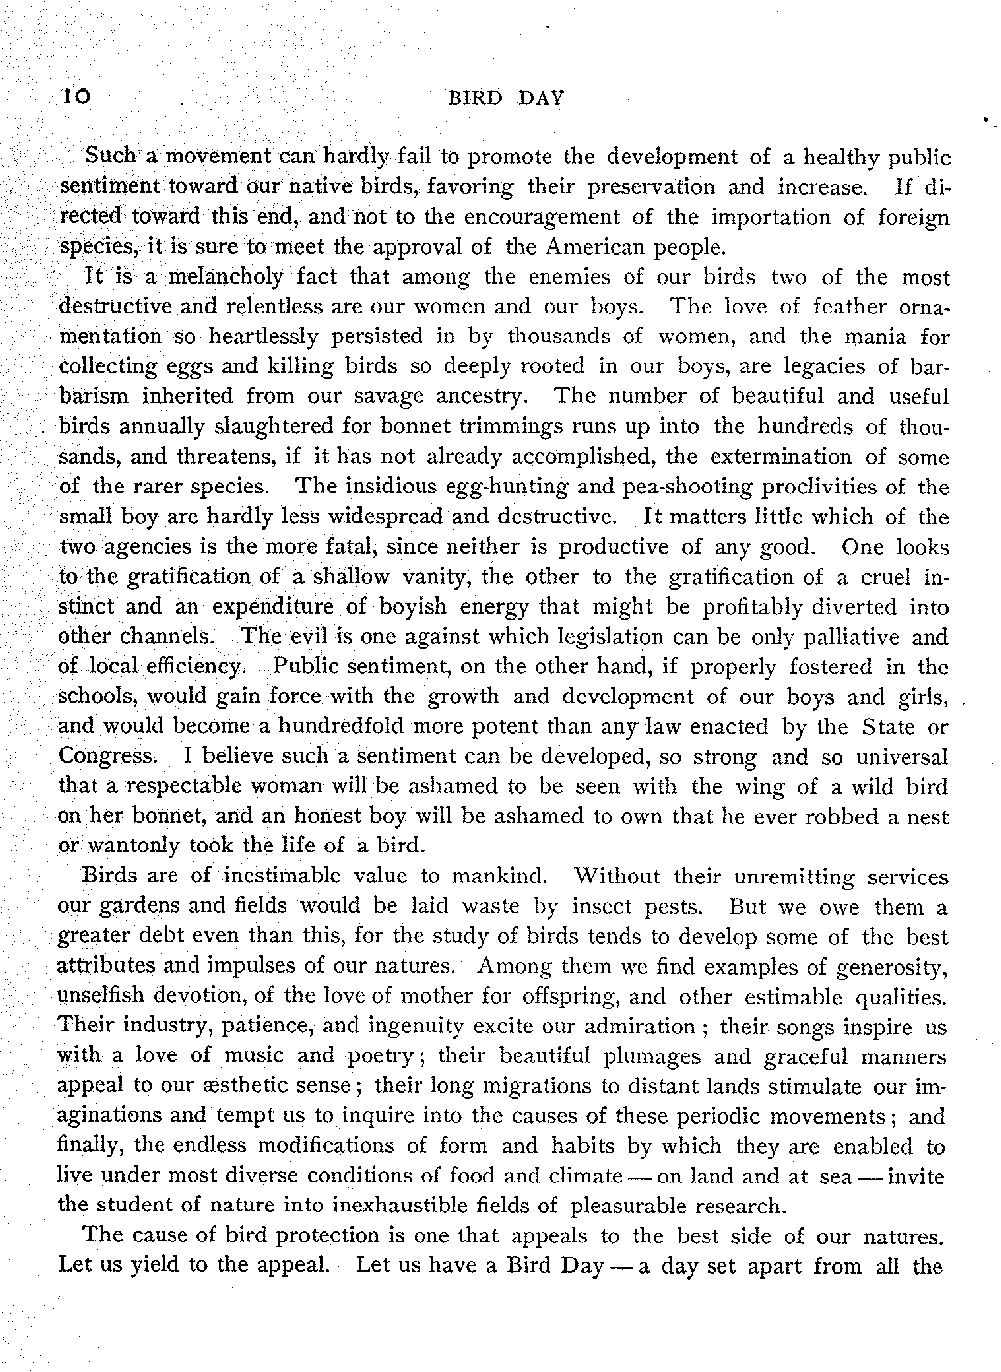 10 BIRD DAY
Such a movement can hardly fail to promote the development of a healthy public
sentiment toward our native birds, favoring their preservation and increase. If di-
rected toward this end, and not to the encouragement of the importation of foreign
species, it is sure to meet the approval of the American people.
It is a melancholy fact that among the enemies of our birds two of the most
destructive and relentless are our women and our boys. The love of feather orna-
mentation so heartlessly persisted in by thousands of women, and the mania for
collecting eggs and killing birds so deeply rooted in our boys, are legacies of bar-
barism inherited from our savage ancestry. The number of beautiful and useful
birds annually slaughtered for bonnet trimmings runs up into the hundreds of thou-
sands, and threatens, if it has not already accomplished, the extermination of some
of the rarer species. The insidious egg-hunting and pea-shooting proclivities of the
small boy are hardly less widespread and destructive. It matters little which of the
two agencies is the more fatal, since neither is productive of any good. One looks
to the gratification of a shallow vanity, the other to the gratification of a cruel in-
stinct and an expenditure of boyish energy that might be profitably diverted into
other channels. The evil is one against which legislation can be only palliative and
of local efficiency. Public sentiment, on the other hand, if properly fostered in the
schools, would gain force with the growth and development of our boys and girls,
and would become a hundredfold more potent than any law enacted by the State or
Congress. I believe such a sentiment can be developed, so strong and so universal
that a respectable woman will be ashamed to be seen with the wing of a wild bird
on her bonnet, and an honest boy will be ashamed to own that he ever robbed a nest
or wantonly took the life of a bird.
Birds are of inestimable value to mankind. Without their unremitting services
our gardens and fields would be laid waste by insect pests. But we owe them a
greater debt even than this, for the study of birds tends to develop some of the best
attributes and impulses of our natures. Among them we find examples of generosity,
unselfish devotion, of the love of mother for offspring, and other estimable qualities.
Their industry, patience, and ingenuity excite our admiration; their songs inspire us
with a love of music and poetry; their beautiful plumages and graceful manners
appeal to our æsthetic sense; their long migrations to distant lands stimulate our im-
aginations and tempt us to inquire into the causes of these periodic movements; and
finally, the endless modifications of form and habits by which they are enabled to
live under most diverse conditions of food and climate — on land and at sea — invite
the student of nature into inexhaustible fields of pleasurable research.
The cause of bird protection is one that appeals to the best side of our natures.
Let us yield to the appeal. Let us have a Bird Day — a day set apart from all the